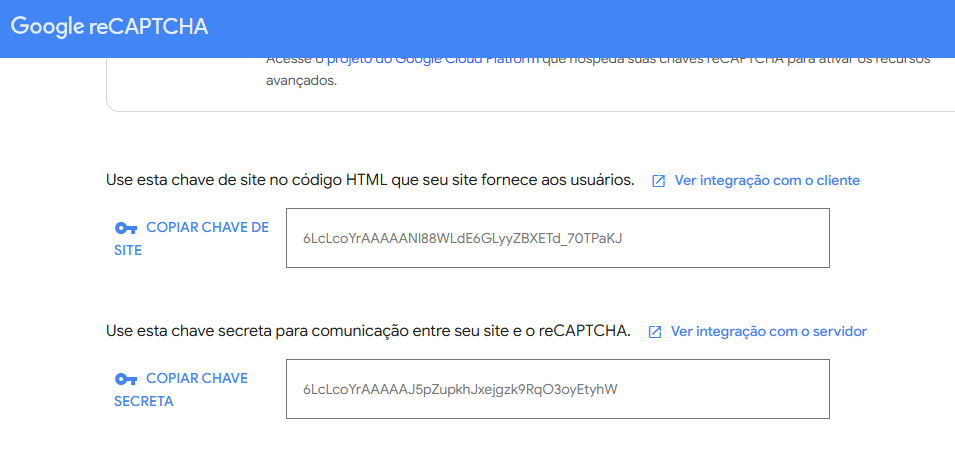 Google reCAPTCHA
Acesse o projeto do Google Cloud Platform que hospeda suas chaves reCAPTCHA para ativar os recursos
avançados.
Use esta chave de site no código HTML que seu site fornece aos usuários. Ver integração com o cliente
COPIAR CHAVE DE
SITE
6LcLcoYrAAAAANI88WLdE6GLyyZBXETd_70TPaKJ
Use esta chave secreta para comunicação entre seu site e o reCAPTCHA. Ver integração com o servidor
COPIAR CHAVE
SECRETA
6LcLcoYrAAAAAJ5pZupkhJxejgzk9RqO3oyEtyhW